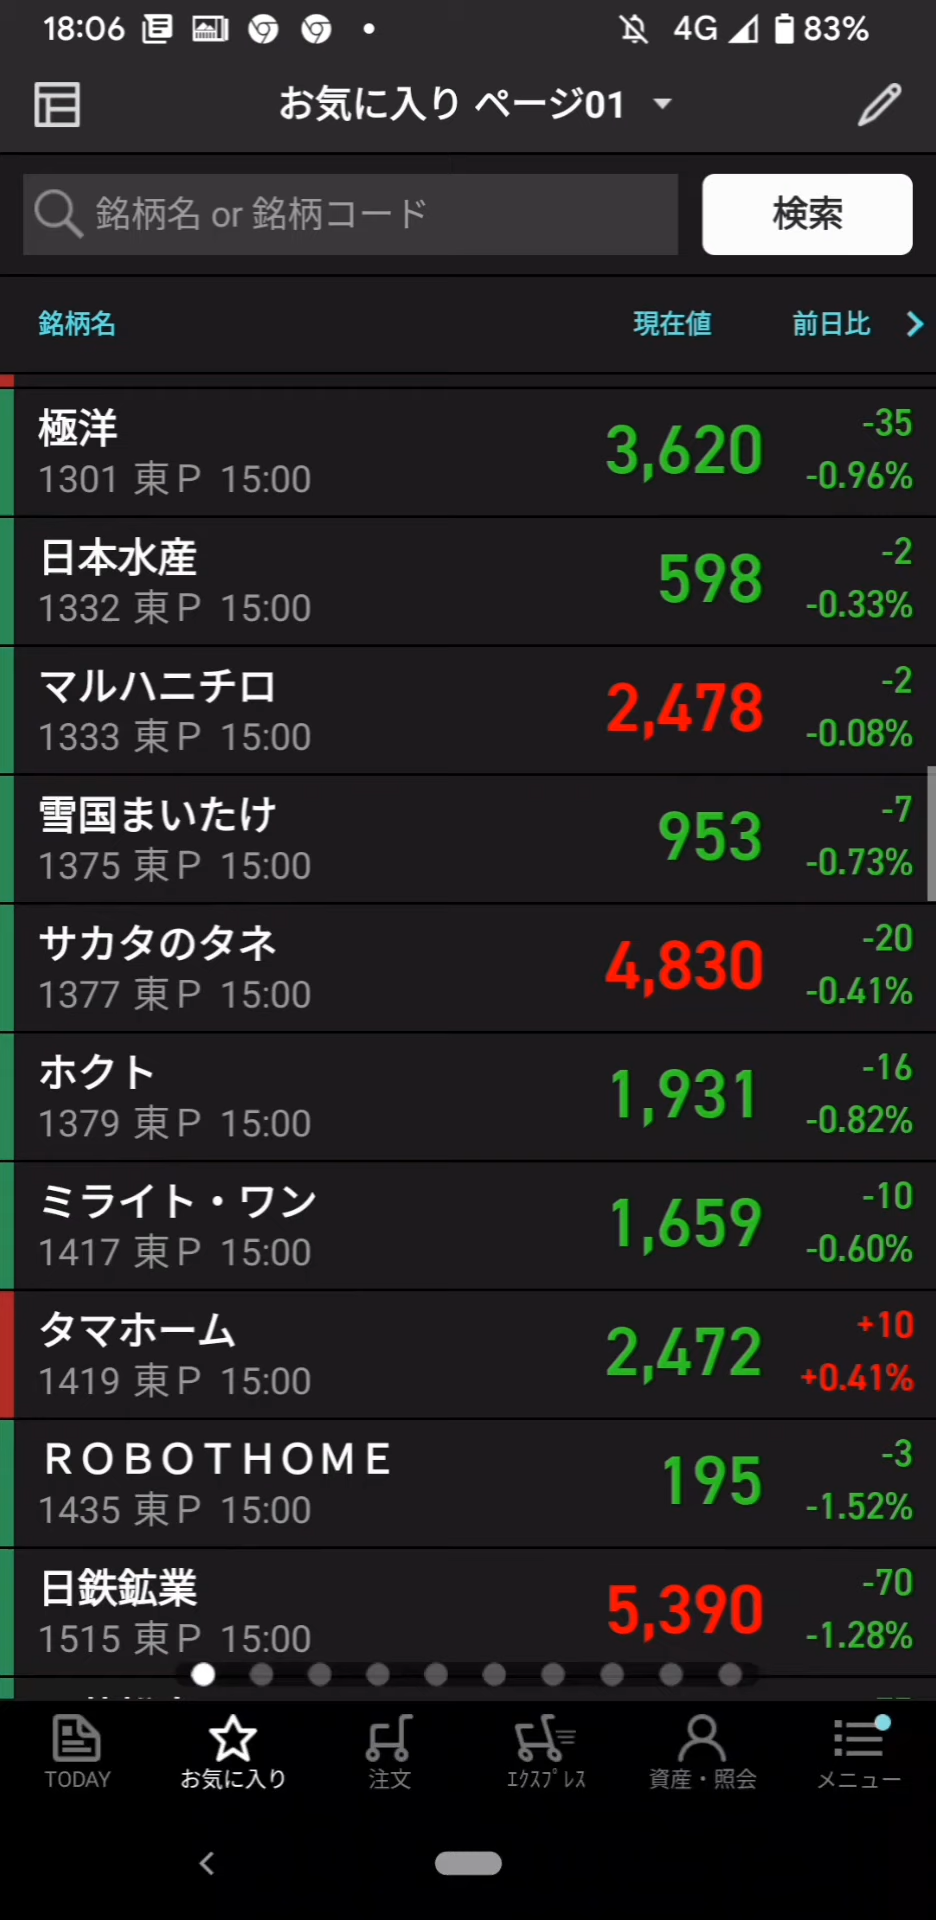 18:06 4G 83%
お気に入り ページ01
銘柄名 or 銘柄コード 検索
銘柄名 現在値 前日比
極洋 3,620 -35
1301 東P 15:00 -0.96%
日本水産 598 -2
1332 東P 15:00 -0.33%
マルハニチロ 2,478 -2
1333 東P 15:00 -0.08%
雪国まいたけ 953 -7
1375 東P 15:00 -0.73%
サカタのタネ 4,830 -20
1377 東P 15:00 -0.41%
ホクト 1,931 -16
1379 東P 15:00 -0.82%
ミライト・ワン 1,659 -10
1417 東P 15:00 -0.60%
タマホーム 2,472 +10
1419 東P 15:00 +0.41%
ＲＯＢＯＴＨＯＭＥ 195 -3
1435 東P 15:00 -1.52%
日鉄鉱業 5,390 -70
1515 東P 15:00 -1.28%
TODAY お気に入り 注文 ｴｸｽﾌﾟﾚｽ 資産・照会 メニュー